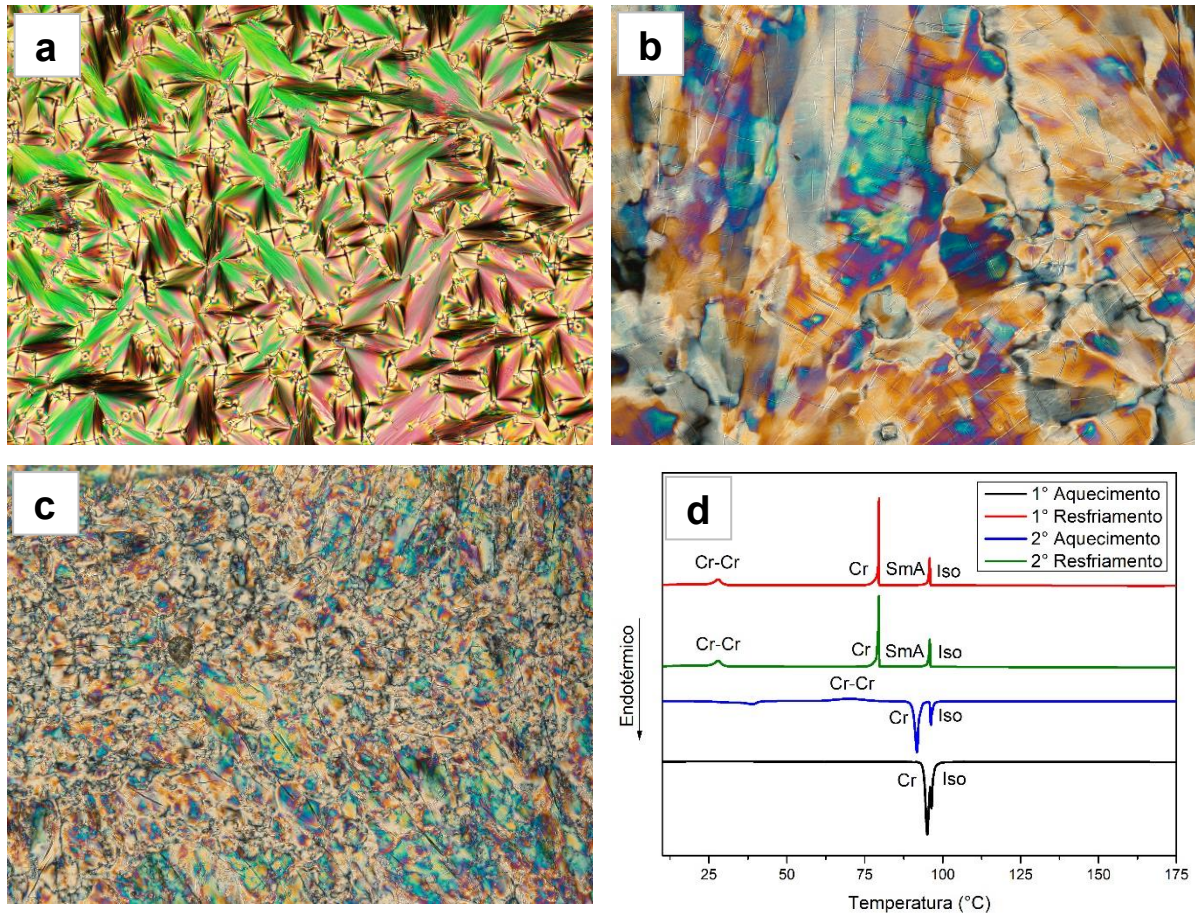 a
b
c
d
1° Aquecimento
1° Resfriamento
2° Aquecimento
2° Resfriamento
Cr-Cr
Cr SmA Iso
Cr-Cr
Cr SmA Iso
Cr-Cr
Cr Iso
Cr Iso
Endotérmico
25 50 75 100 125 150 175
Temperatura (°C)